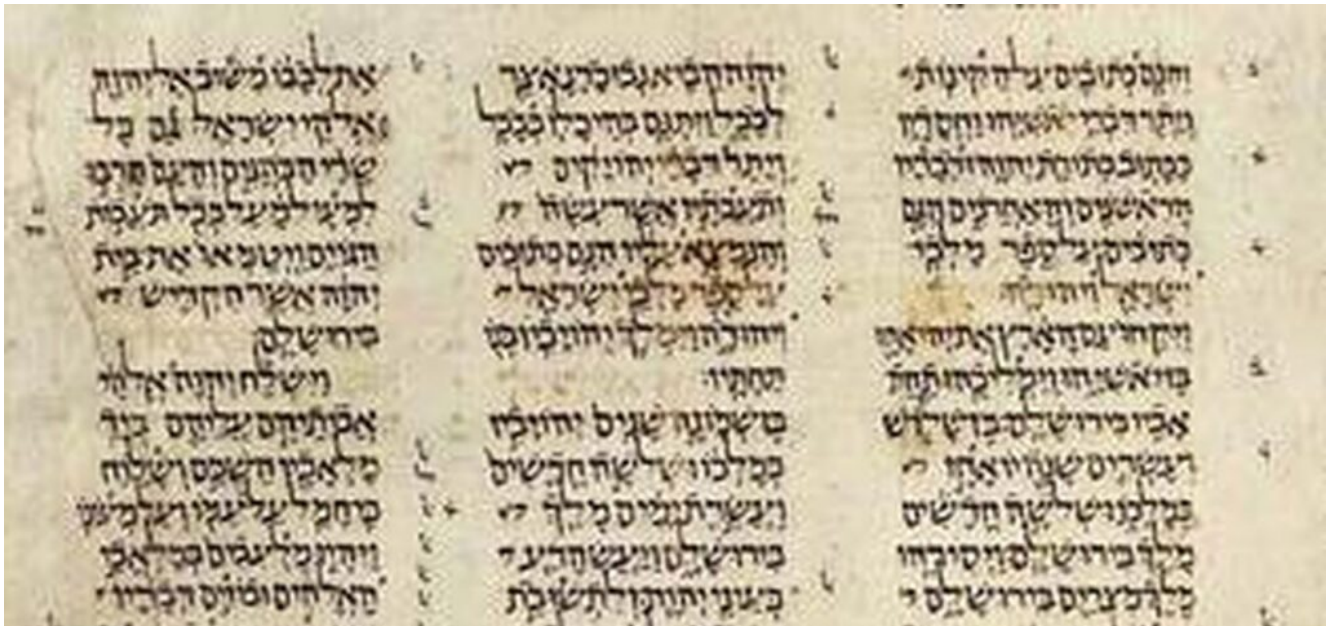 והנם כתובים על הקינות
ויתר דברי יאשיהו וחסדיו
ככתוב בתורת יהוה ודבריו
הראשנים והאחרנים הנם
כתובים על ספר מלכי
ישראל ויהודה
ויקח עם הארץ את יהואחז
בן יאשיהו וימליכהו תחת
אביו בירושלם בן שלוש
ועשרים שנה יואחז
במלכו ושלשה חדשים
מלך בירושלם ויסירהו
מלך מצרים בירושלם
יהוה הביא נבוכדנאצר
לבבל ויתנם בהיכלו בבבל
ויתר דברי יהויקים
ותעבתיו אשר עשה
והנמצא עליו הנם כתובים
על ספר מלכי ישראל
ויהודה וימלך יהויכין בנו
תחתיו
בן שמונה שנים יהויכין
במלכו ושלשה חדשים
ועשרת ימים מלך
בירושלם ויעש הרע
בעיני יהוה ולתשובת
את לבבו משוב אל יהוה
אלהי ישראל גם כל
שרי הכהנים והעם הרבו
למעול מעל ככל תעבות
הגוים ויטמאו את בית
יהוה אשר הקדיש
בירושלם
וישלח יהוה אלהי
אבותיהם עליהם ביד
מלאכיו השכם ושלוח
כי חמל על עמו ועל מעונו
ויהיו מלעבים במלאכי
האלהים ובוזים דבריו